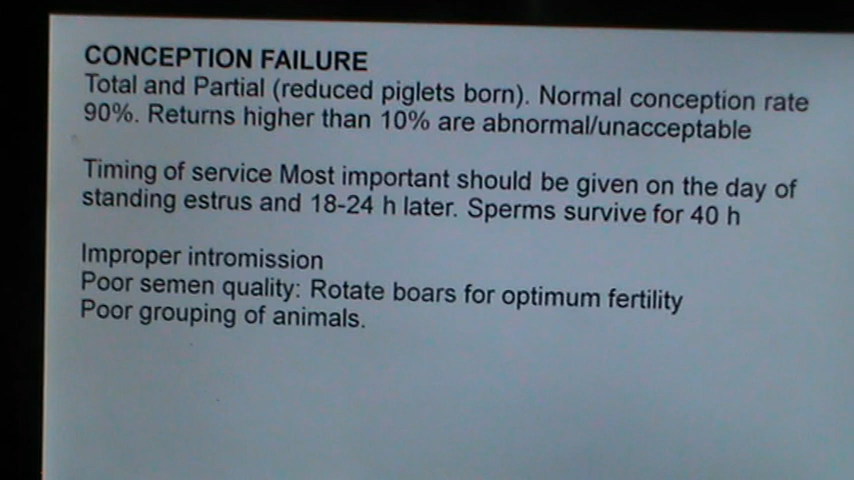 CONCEPTION FAILURE
Total and Partial (reduced piglets born). Normal conception rate
90%. Returns higher than 10% are abnormal/unacceptable
Timing of service Most important should be given on the day of
standing estrus and 18-24 h later. Sperms survive for 40 h
Improper intromission
Poor semen quality: Rotate boars for optimum fertility
Poor grouping of animals.